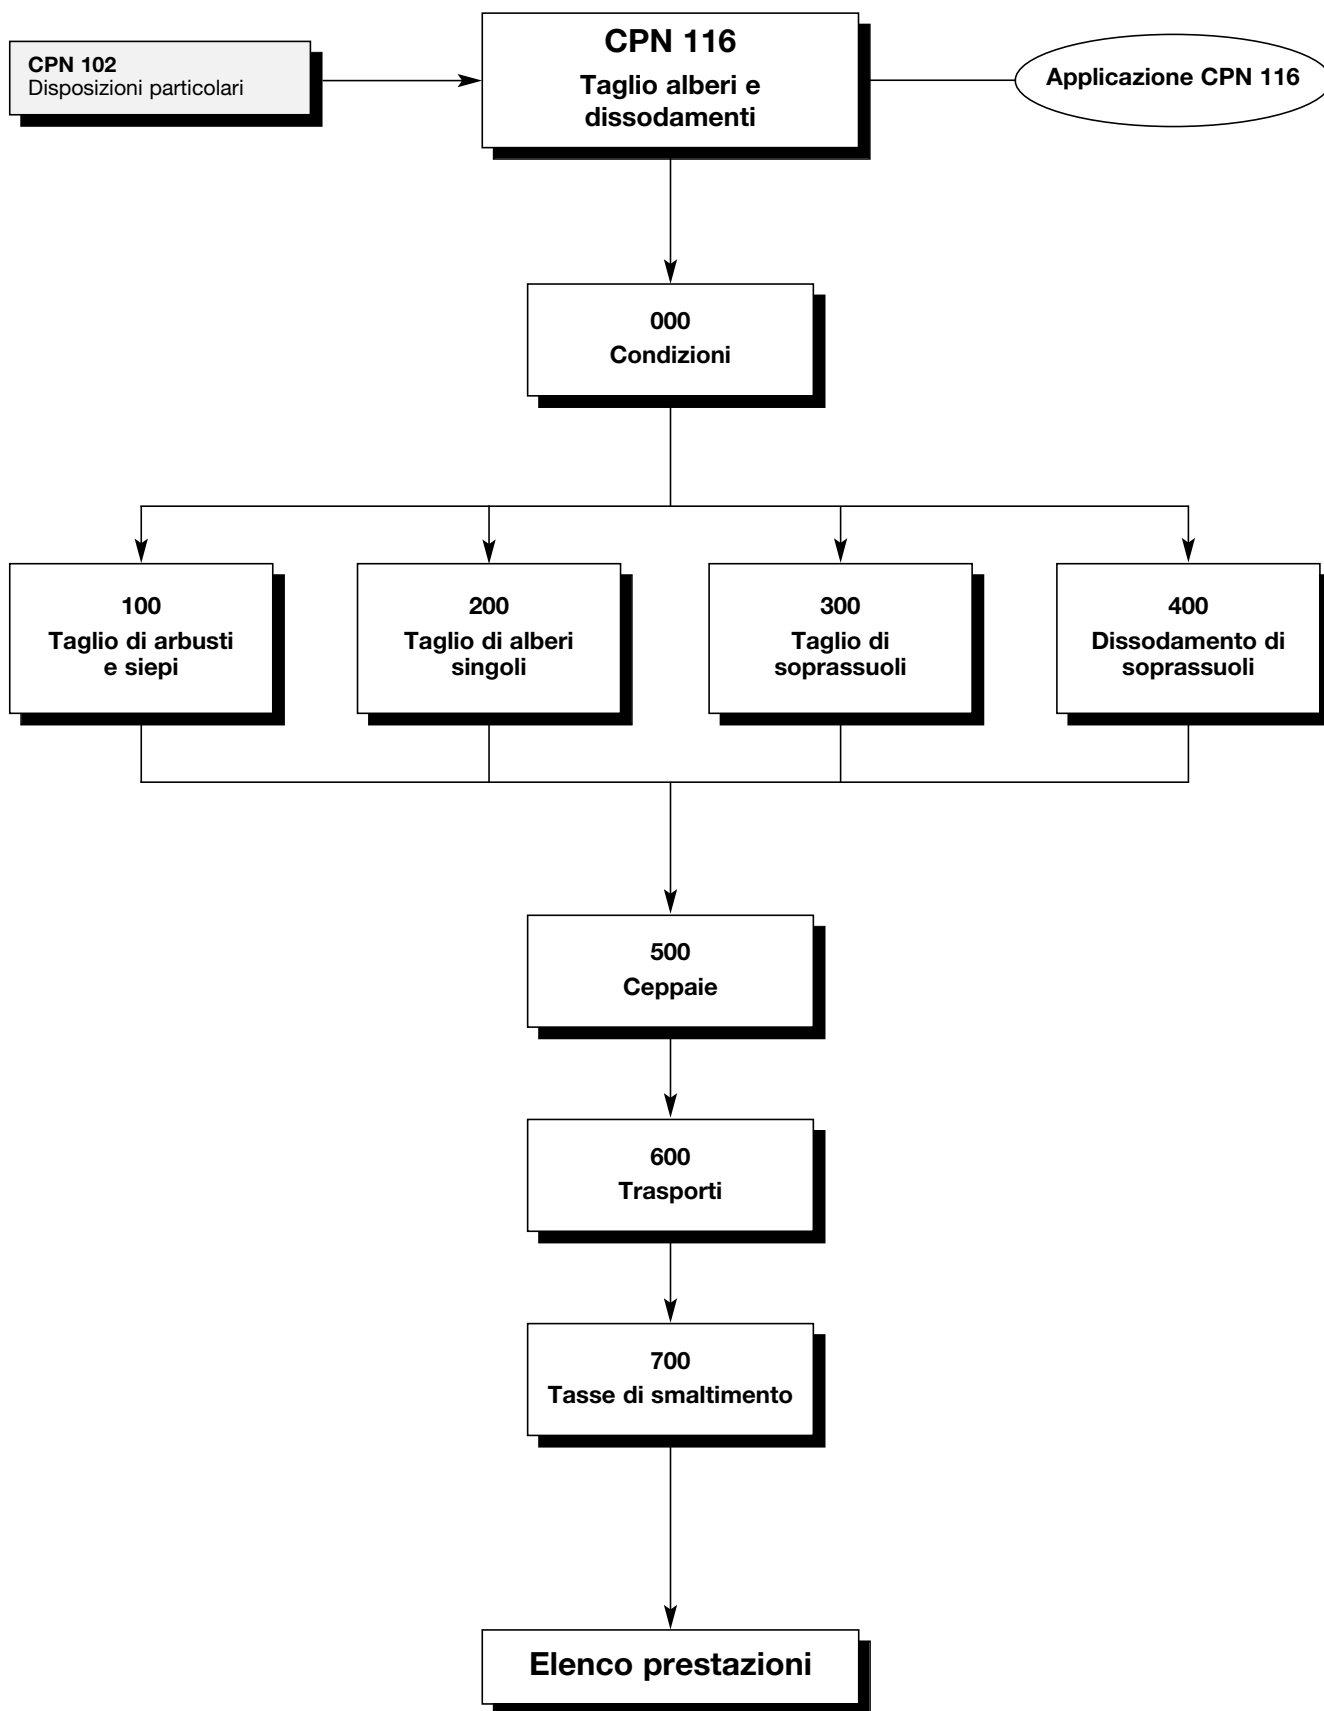 CPN 102
Disposizioni particolari
CPN 116
Taglio alberi e
dissodamenti
Applicazione CPN 116
000
Condizioni
100
Taglio di arbusti
e siepi
200
Taglio di alberi
singoli
300
Taglio di
soprassuoli
400
Dissodamento di
soprassuoli
500
Ceppaie
600
Trasporti
700
Tasse di smaltimento
Elenco prestazioni